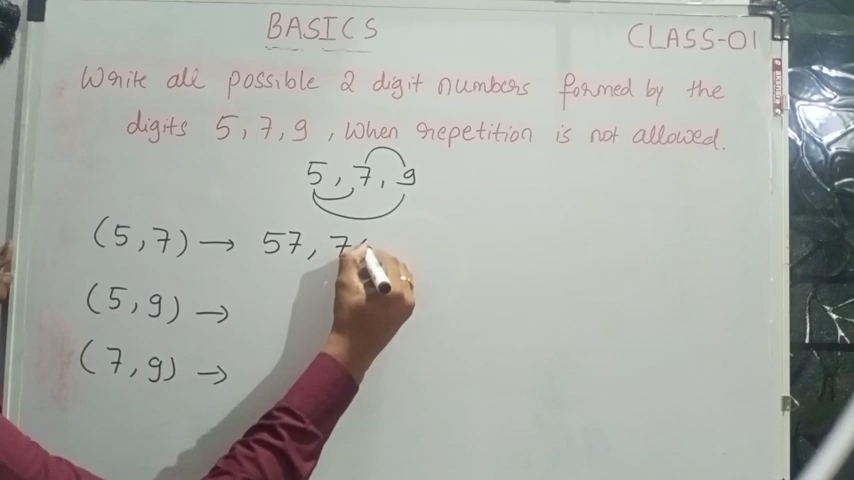 BASICS
CLASS-01
Write all possible 2 digit numbers formed by the
digits 5, 7, 9, When repetition is not allowed.
5, 7, 9
(5, 7) → 57, 7
(5, 9) →
(7, 9) →